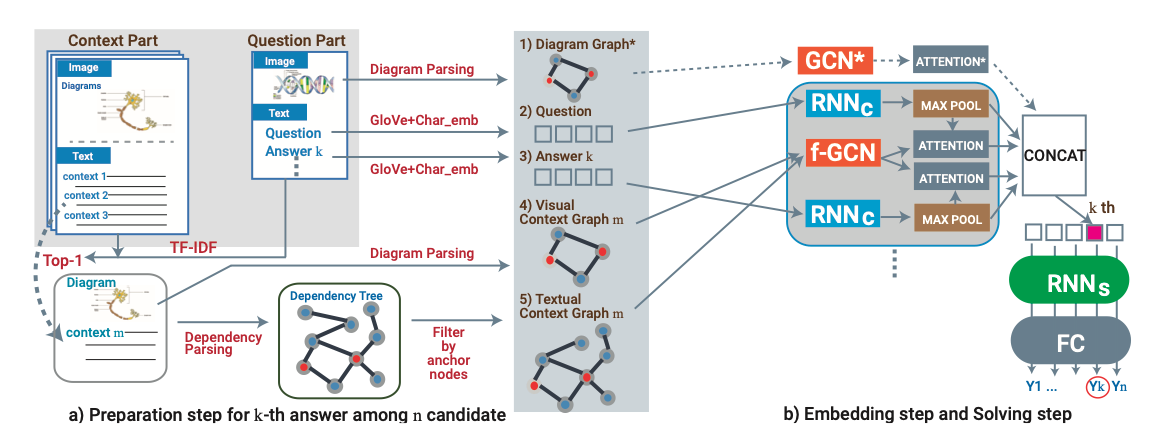 Context Part
Image
Diagrams
Text
context 1
context 2
context 3
Question Part
Image
Text
Question
Answer k
Diagram Parsing
GloVe+Char_emb
GloVe+Char_emb
TF-IDF
Top-1
Diagram
context m
Diagram Parsing
Dependency
Parsing
Dependency Tree
Filter
by
anchor
nodes
a) Preparation step for k-th answer among n candidate
1) Diagram Graph*
2) Question
3) Answer k
4) Visual
Context Graph m
5) Textual
Context Graph m
GCN*
ATTENTION*
RNNC
MAX POOL
f-GCN
ATTENTION
ATTENTION
RNNC
MAX POOL
CONCAT
k th
RNNS
FC
Y1 ... Yk Yn
b) Embedding step and Solving step